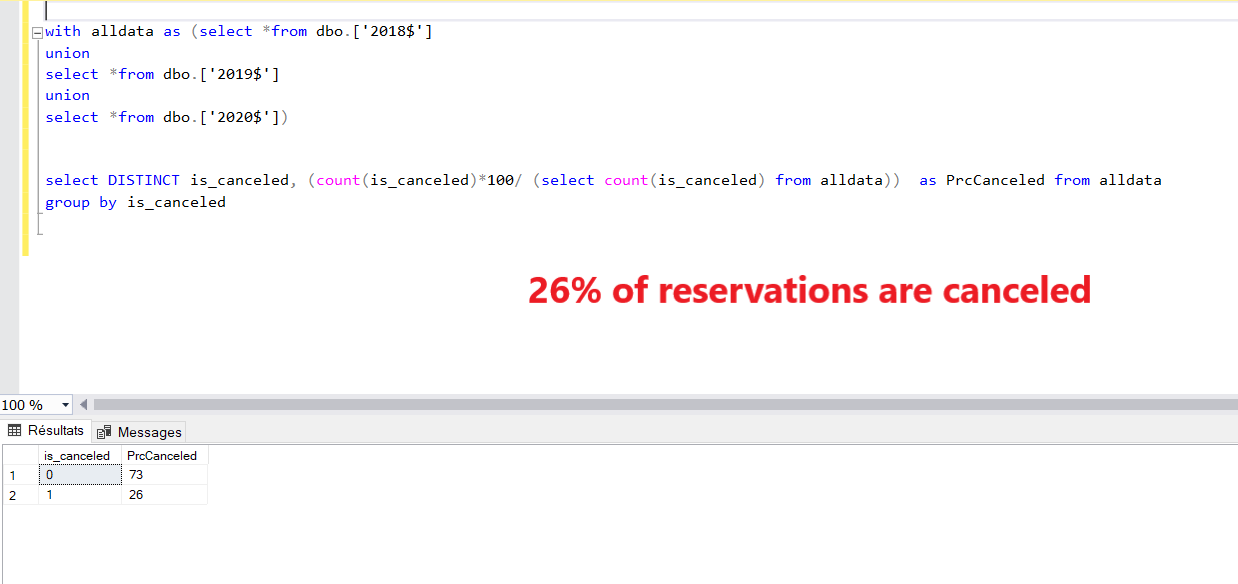 with alldata as (select *from dbo.['2018$']
union
select *from dbo.['2019$']
union
select *from dbo.['2020$'])
select DISTINCT is_canceled, (count(is_canceled)*100/ (select count(is_canceled) from alldata))  as PrcCanceled from alldata
group by is_canceled
26% of reservations are canceled
100 %
Résultats Messages
is_canceled PrcCanceled
1 0 73
2 1 26